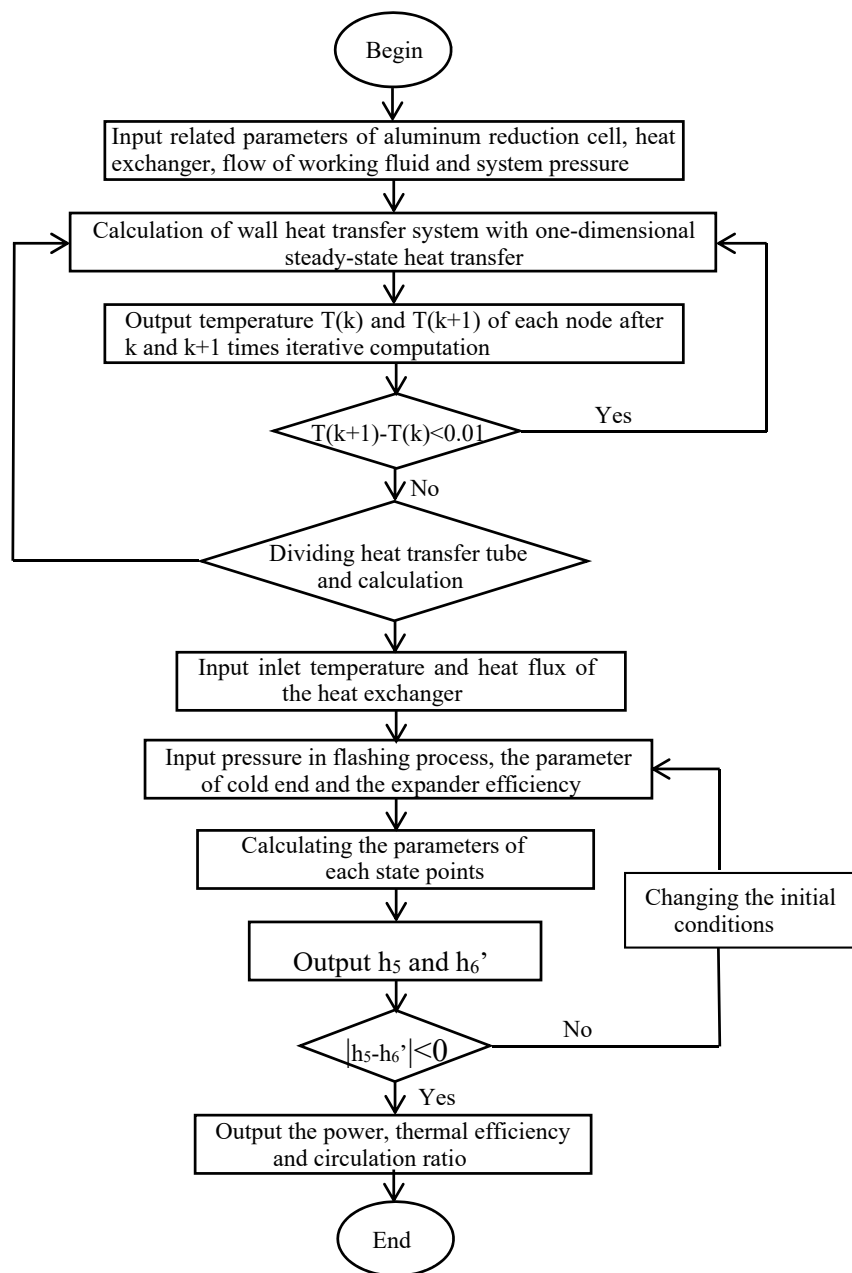 Begin
Input related parameters of aluminum reduction cell, heat
exchanger, flow of working fluid and system pressure
Calculation of wall heat transfer system with one-dimensional
steady-state heat transfer
Output temperature T(k) and T(k+1) of each node after
k and k+1 times iterative computation
T(k+1)-T(k)<0.01
Yes
No
Dividing heat transfer tube
and calculation
Input inlet temperature and heat flux of
the heat exchanger
Input pressure in flashing process, the parameter
of cold end and the expander efficiency
Calculating the parameters of
each state points
Changing the initial
conditions
Output h₅ and h₆’
|h₅-h₆’|<0
No
Yes
Output the power, thermal efficiency
and circulation ratio
End